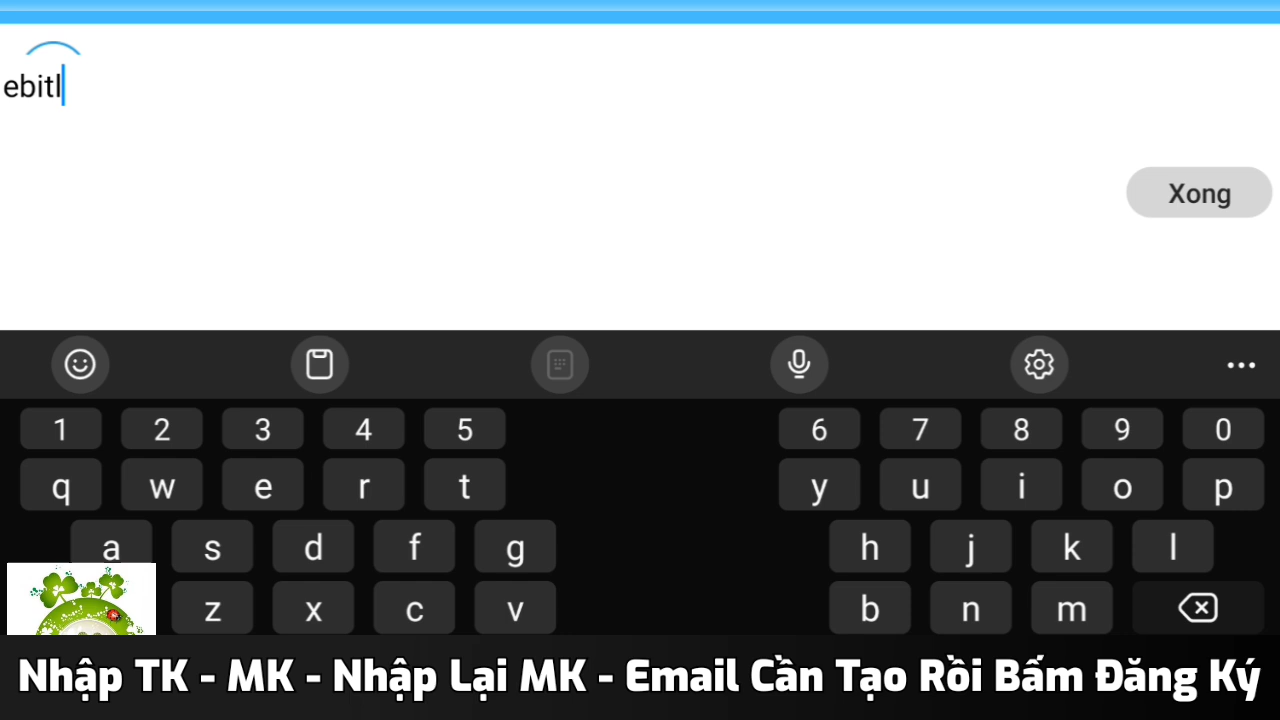 ebitl
Xong
1 2 3 4 5 6 7 8 9 0
q w e r t y u i o p
a s d f g h j k l
z x c v b n m
Nhập TK - MK - Nhập Lại MK - Email Cần Tạo Rồi Bấm Đăng Ký